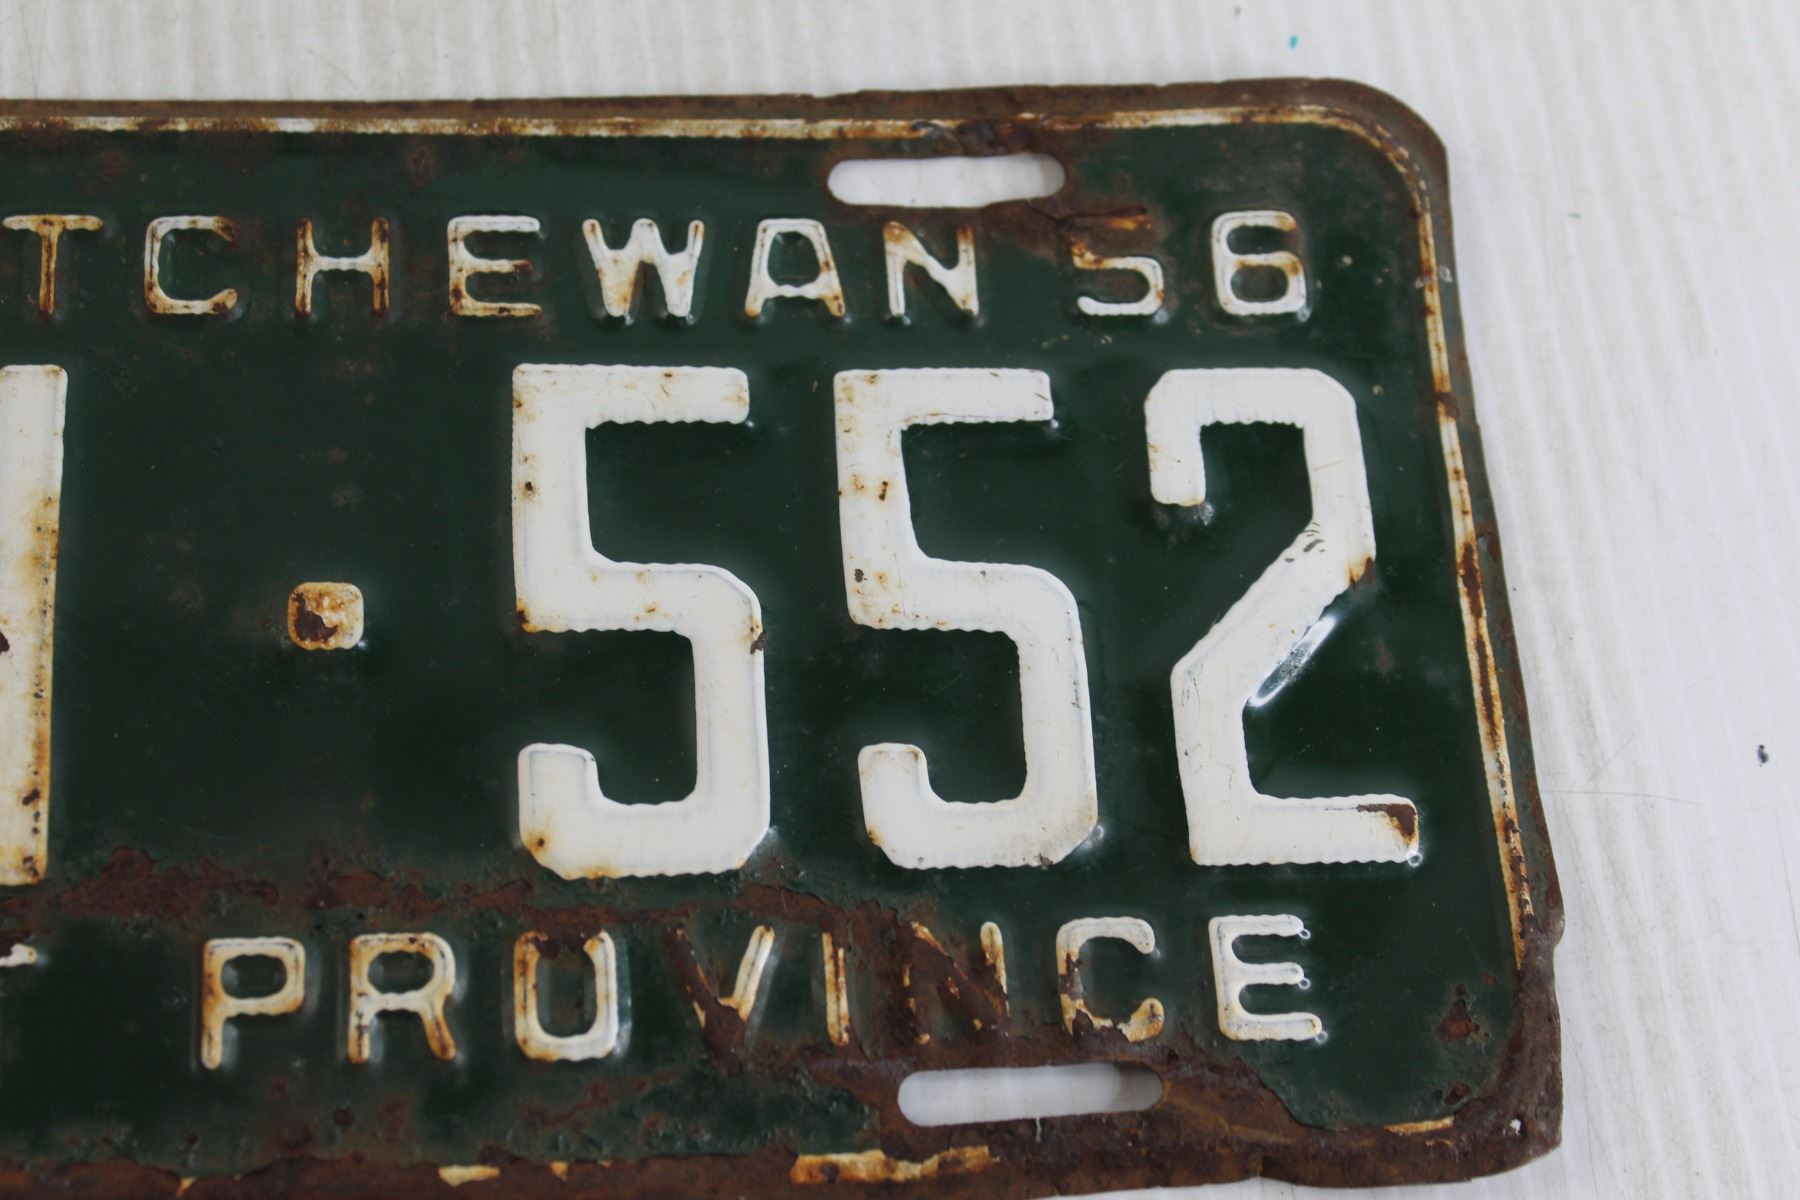 TCHEWAN 56
· 552
PROVINCE